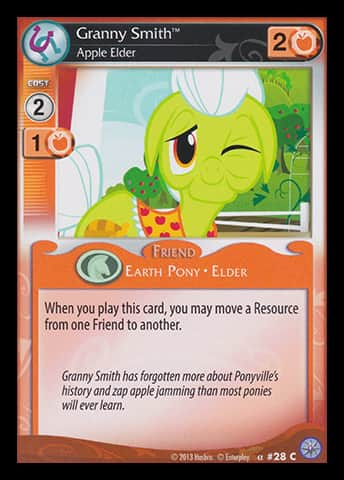 Granny Smith™
Apple Elder
2
COST
2
1
FRIEND
EARTH PONY • ELDER
When you play this card, you may move a Resource
from one Friend to another.
Granny Smith has forgotten more about Ponyville's
history and zap apple jamming than most ponies
will ever learn.
© 2013 Hasbro. © Enterplay. α #28 C